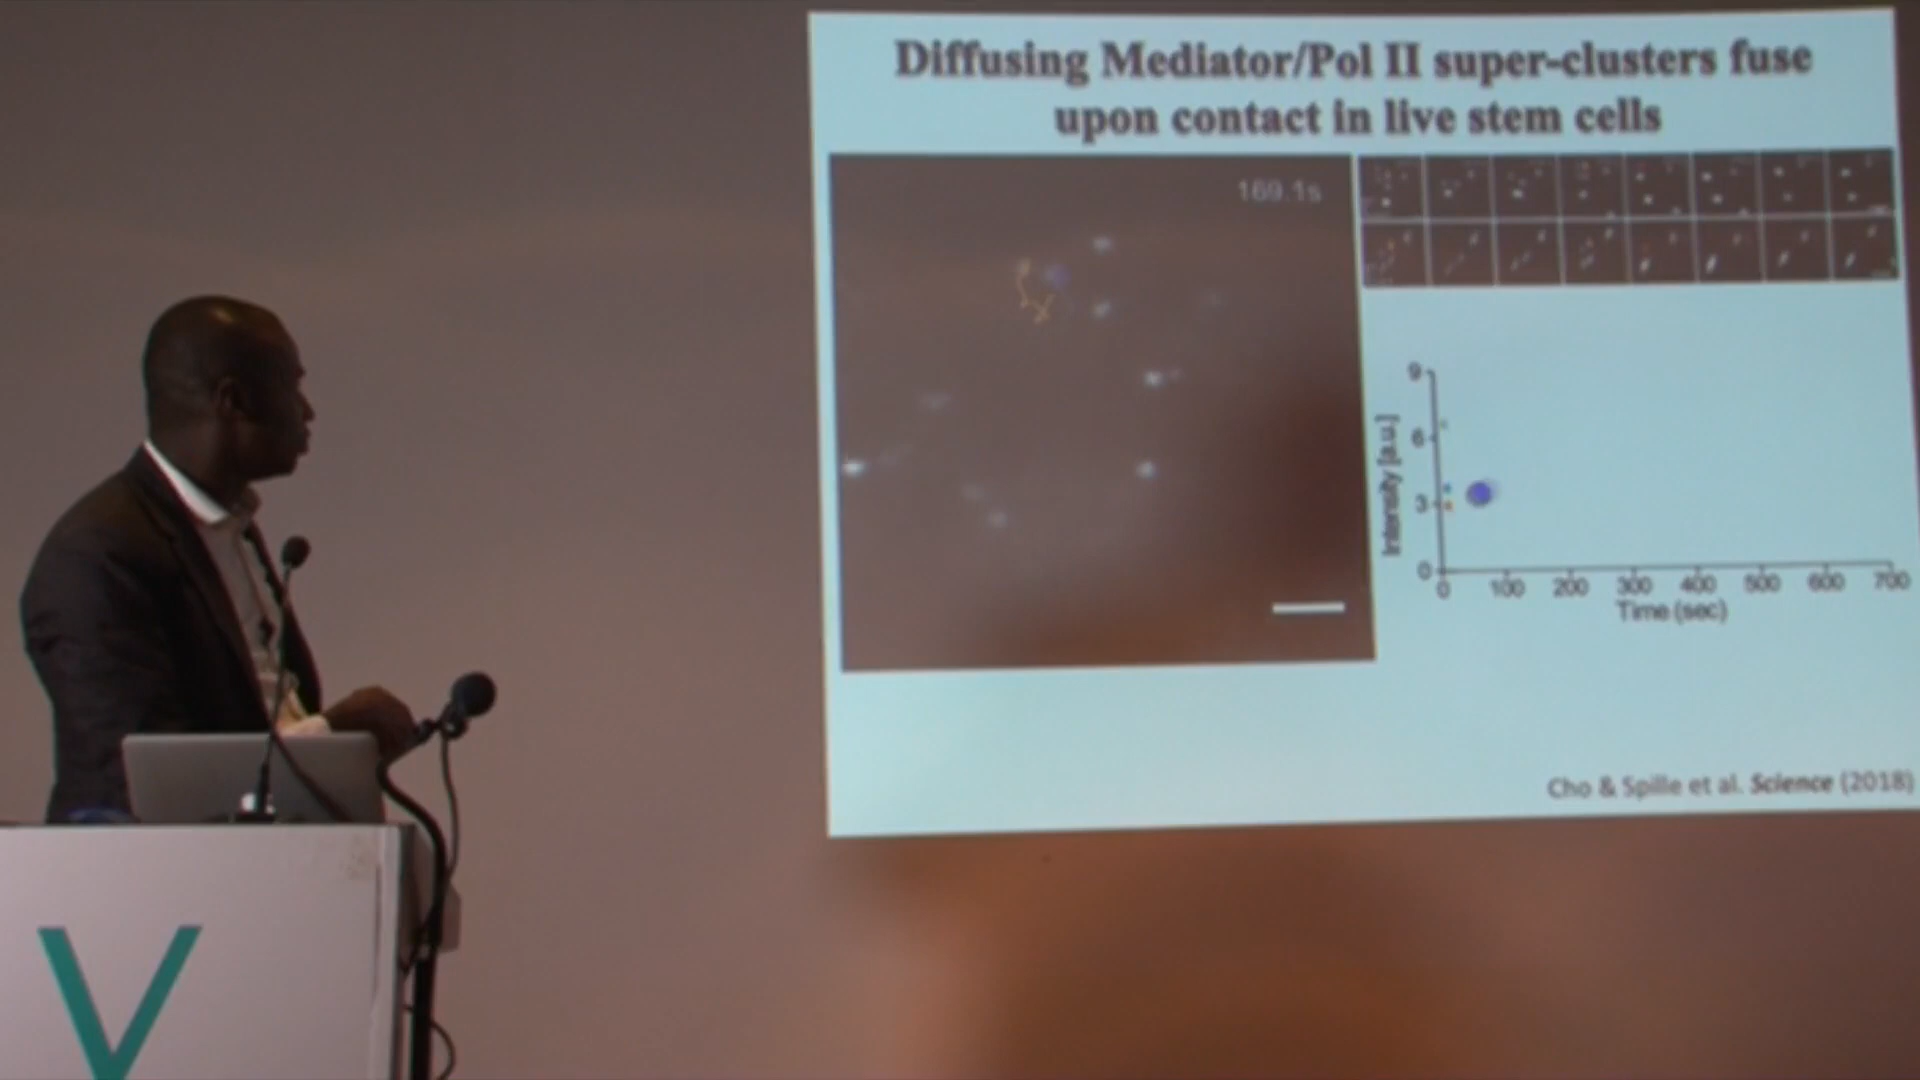 Diffusing Mediator/Pol II super-clusters fuse
upon contact in live stem cells
169.1s
9
6
3
0
Intensity [a.u.]
0 100 200 300 400 500 600 700
Time (sec)
Cho & Spille et al. Science (2018)
V